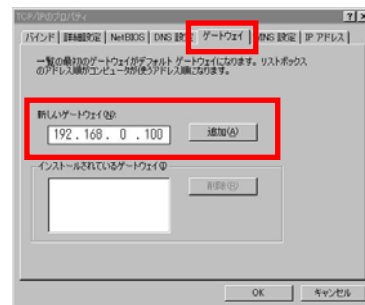 TCP/IPのプロパティ
バインド | 詳細設定 | NetBIOS | DNS 設定 | ゲートウェイ | WINS 設定 | IP アドレス
一覧の最初のゲートウェイがデフォルト ゲートウェイになります。リストボックス
のアドレス順がコンピュータが使うアドレス順になります。
新しいゲートウェイ(N):
192 . 168 . 0 . 100 追加(A)
インストールされているゲートウェイ(I)
削除(R)
OK キャンセル